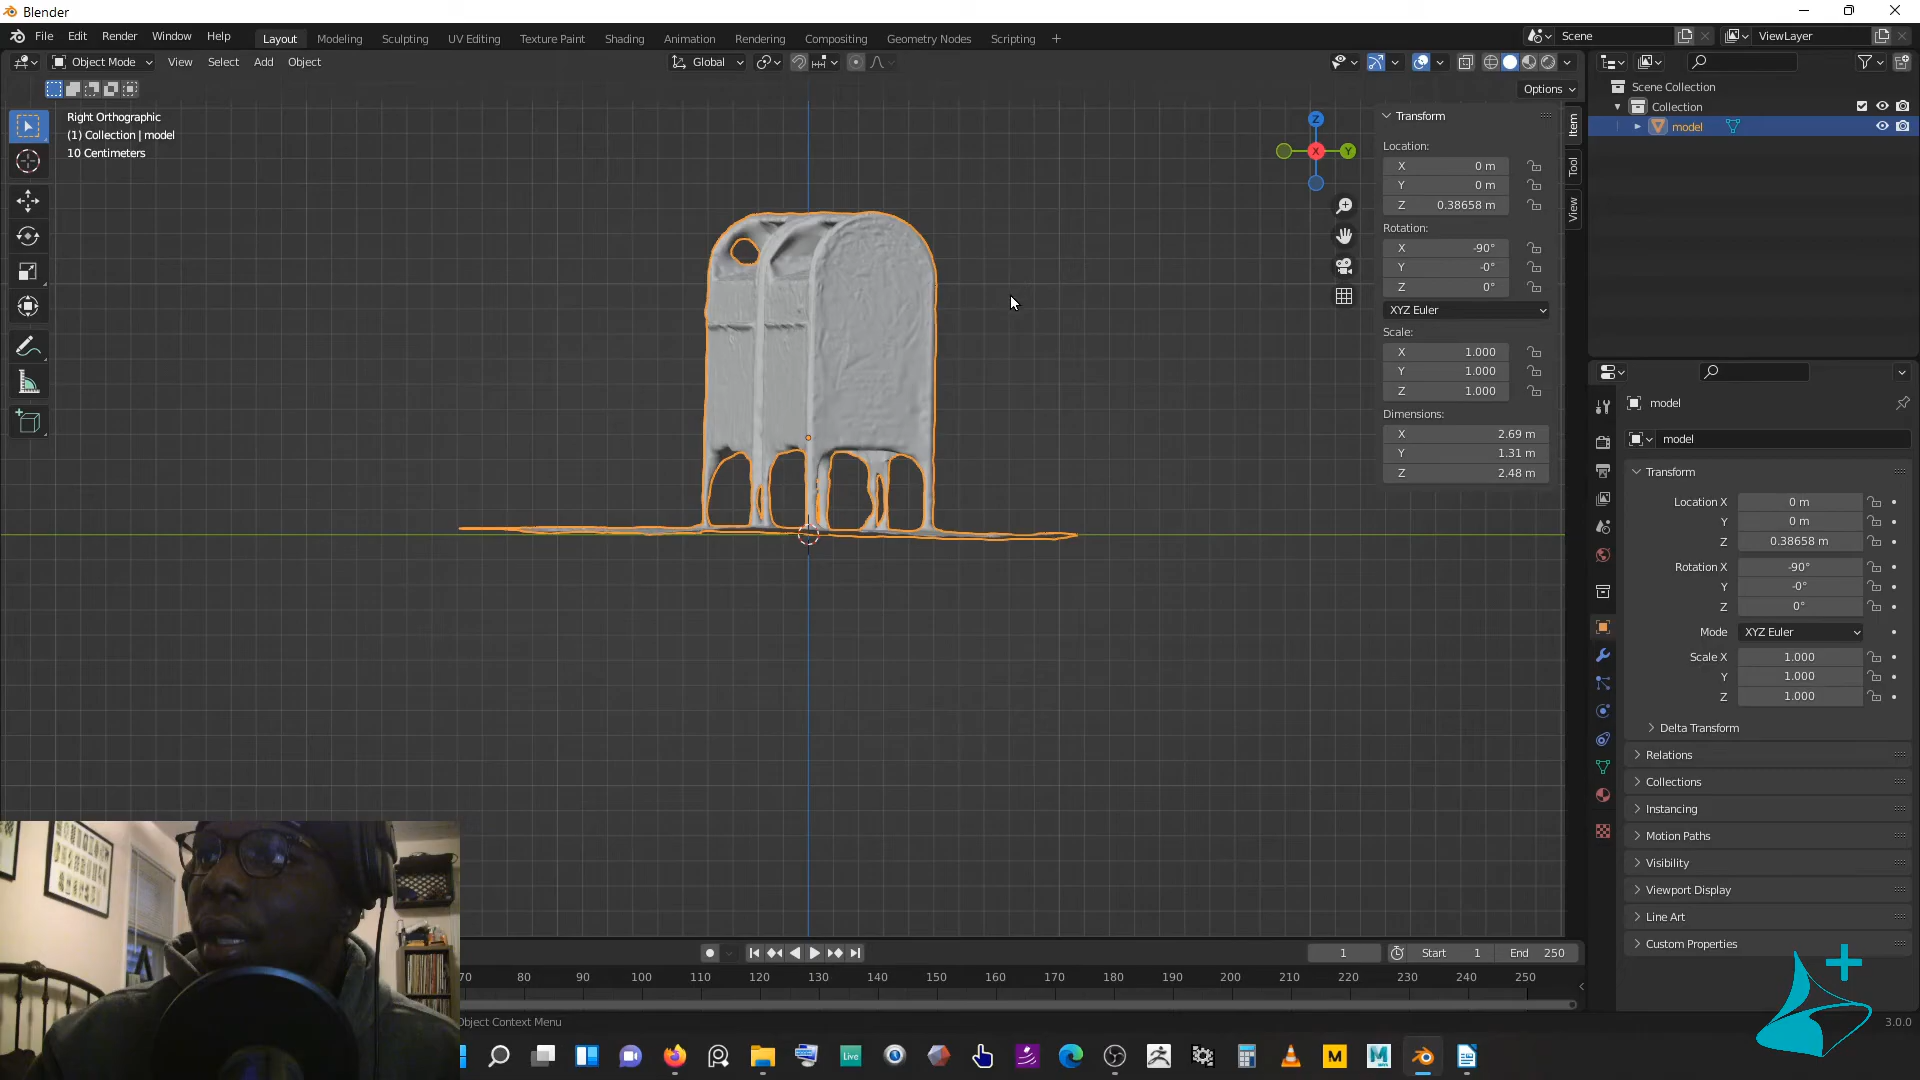 Blender
File Edit Render Window Help
Layout Modeling Sculpting UV Editing Texture Paint Shading Animation Rendering Compositing Geometry Nodes Scripting +
Scene
ViewLayer
Object Mode View Select Add Object
Global
Options
Right Orthographic
(1) Collection | model
10 Centimeters
Z
X
Y
Transform
Location:
X 0 m
Y 0 m
Z 0.38658 m
Rotation:
X -90°
Y -0°
Z 0°
XYZ Euler
Scale:
X 1.000
Y 1.000
Z 1.000
Dimensions:
X 2.69 m
Y 1.31 m
Z 2.48 m
Item
Tool
View
Scene Collection
Collection
model
model
model
Transform
Location X 0 m
Y 0 m
Z 0.38658 m
Rotation X -90°
Y -0°
Z 0°
Mode XYZ Euler
Scale X 1.000
Y 1.000
Z 1.000
Delta Transform
Relations
Collections
Instancing
Motion Paths
Visibility
Viewport Display
Line Art
Custom Properties
1 Start 1 End 250
70 80 90 100 110 120 130 140 150 160 170 180 190 200 210 220 230 240 250
Object Context Menu
3.0.0
Live
M
M